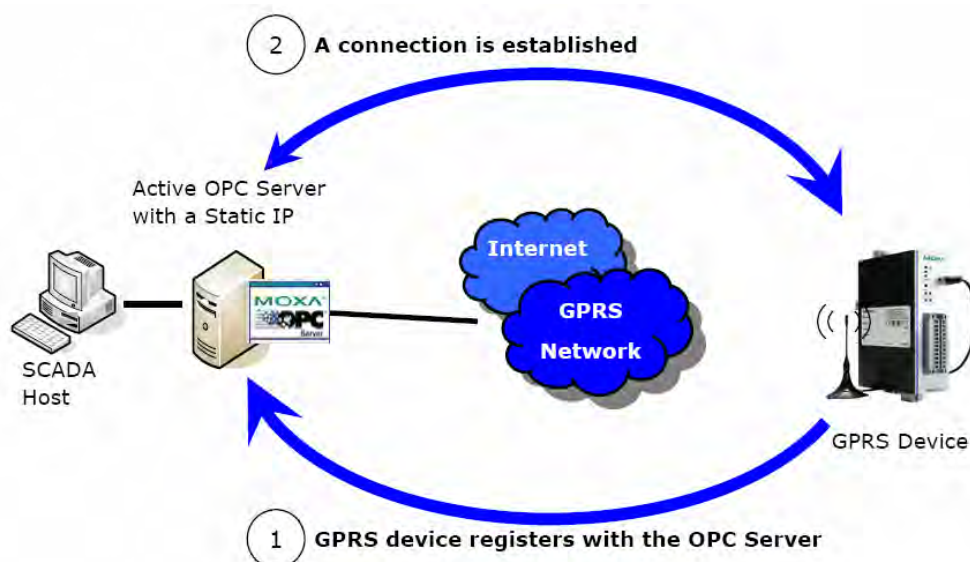 2 A connection is established
Active OPC Server
with a Static IP
Internet
GPRS
Network
MOXA
OPC
Server
MOXA
SCADA
Host
GPRS Device
1 GPRS device registers with the OPC Server